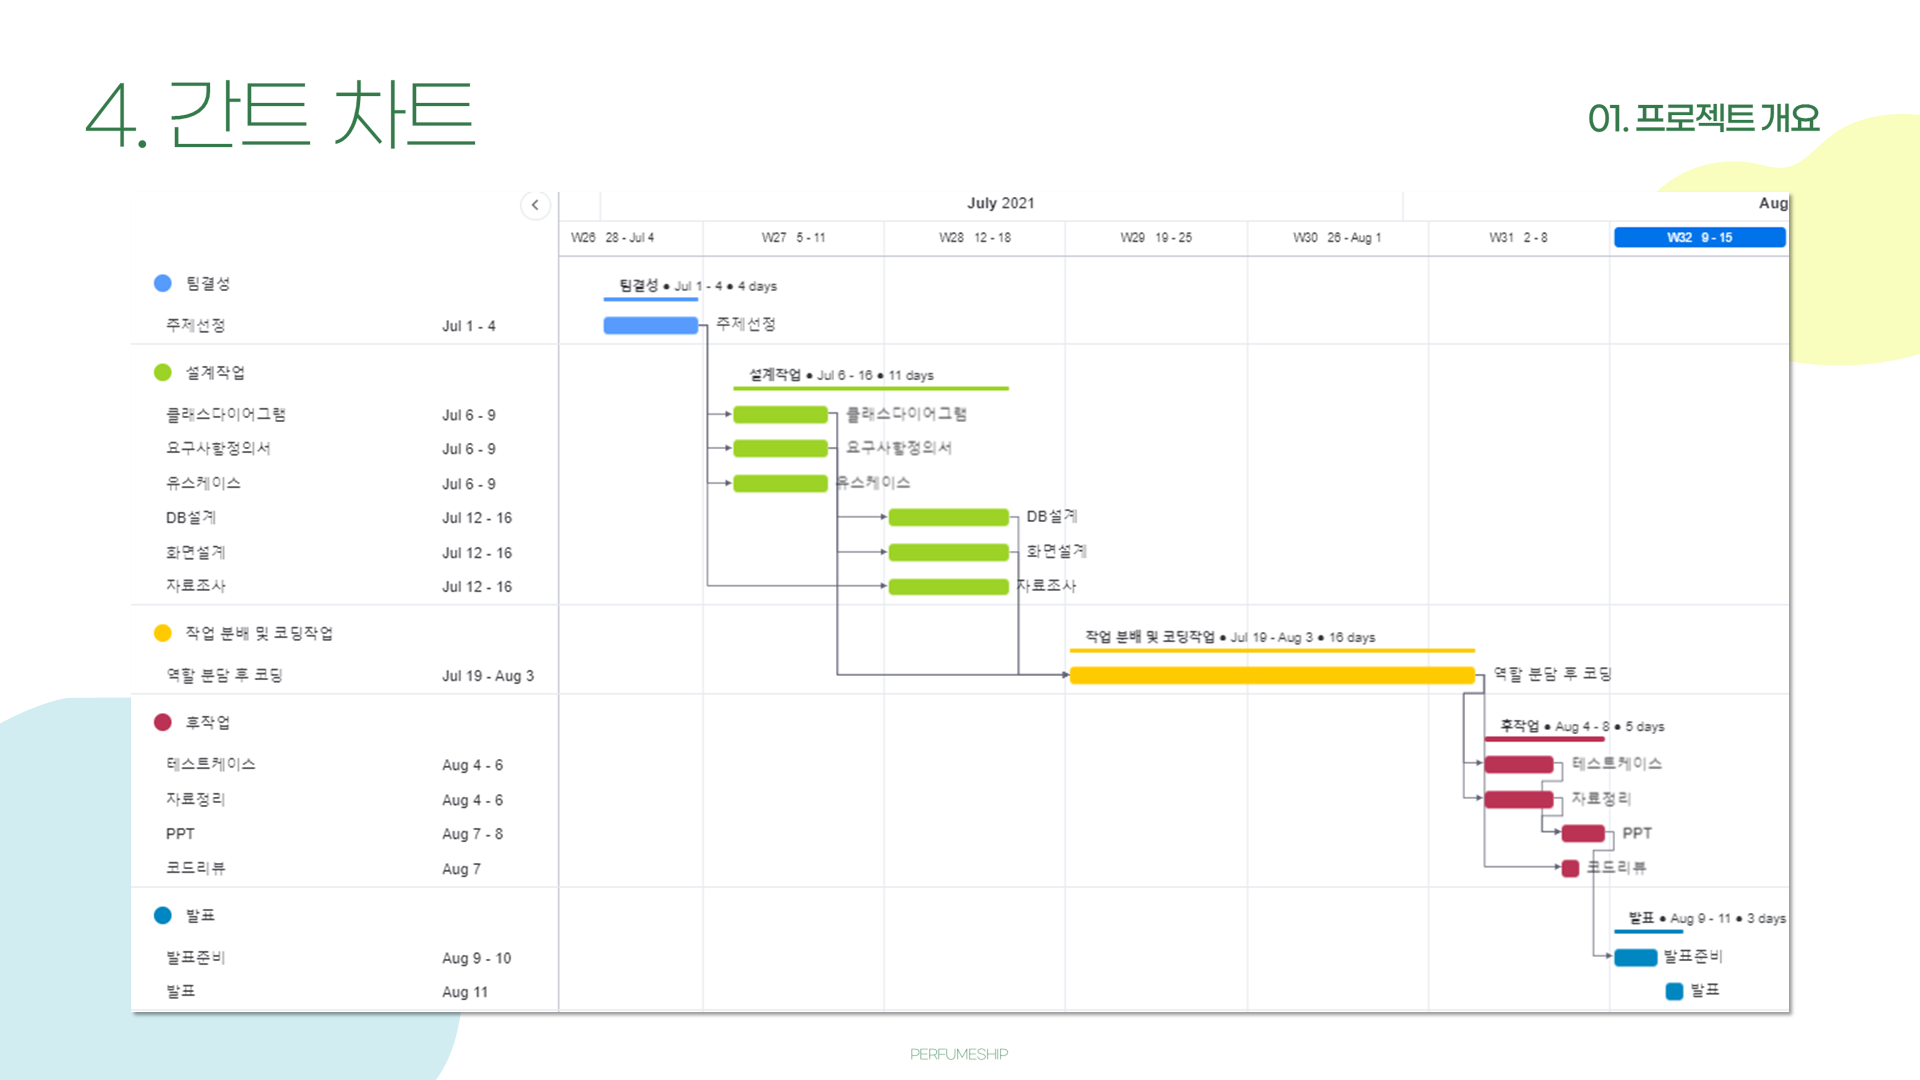 4. 간트 차트
01. 프로젝트 개요
July 2021
Aug
W26 28 - Jul 4
W27 5 - 11
W28 12 - 18
W29 19 - 25
W30 26 - Aug 1
W31 2 - 8
W32 9 - 15
팀결성
팀결성 ● Jul 1 - 4 ● 4 days
주제선정 Jul 1 - 4
주제선정
설계작업
설계작업 ● Jul 6 - 16 ● 11 days
클래스다이어그램 Jul 6 - 9
클래스다이어그램
요구사항정의서 Jul 6 - 9
요구사항정의서
유스케이스 Jul 6 - 9
유스케이스
DB설계 Jul 12 - 16
DB설계
화면설계 Jul 12 - 16
화면설계
자료조사 Jul 12 - 16
자료조사
작업 분배 및 코딩작업
작업 분배 및 코딩작업 ● Jul 19 - Aug 3 ● 16 days
역할 분담 후 코딩 Jul 19 - Aug 3
역할 분담 후 코딩
후작업
후작업 ● Aug 4 - 8 ● 5 days
테스트케이스 Aug 4 - 6
테스트케이스
자료정리 Aug 4 - 6
자료정리
PPT Aug 7 - 8
PPT
코드리뷰 Aug 7
코드리뷰
발표
발표 ● Aug 9 - 11 ● 3 days
발표준비 Aug 9 - 10
발표준비
발표 Aug 11
발표
PERFUMESHIP